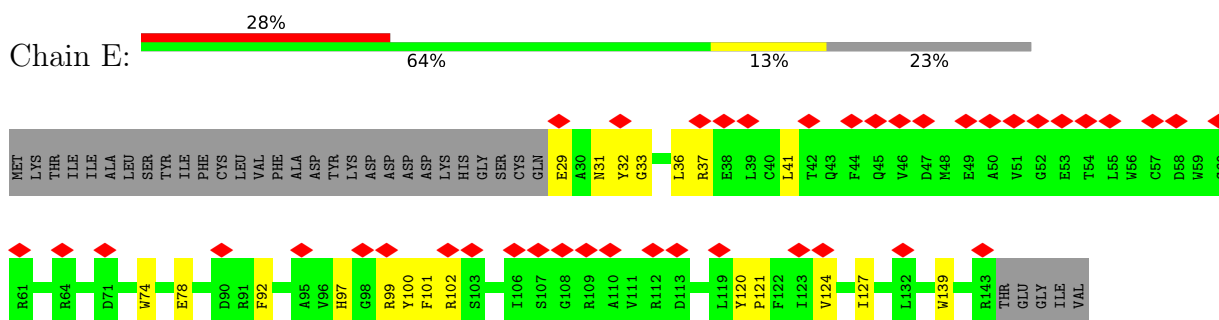 28%
Chain E:
64% 13% 23%
MET LYS THR ILE ILE ALA LEU SER TYR ILE PHE CYS LEU VAL PHE ALA ASP TYR LYS ASP ASP ASP ASP LYS HIS GLY SER CYS GLN E29 A30 N31 Y32 G33 L36 R37 E38 L39 C40 L41 T42 Q43 F44 Q45 V46 D47 M48 E49 A50 V51 G52 E53 T54 L55 W56 C57 D58 W59
R61 R64 D71 W74 E78 D90 R91 F92 A95 V96 H97 G98 R99 Y100 F101 R102 S103 I106 S107 G108 R109 A110 V111 R112 D113 L119 Y120 P121 F122 I123 V124 I127 L132 W139 R143 THR GLU GLY ILE VAL